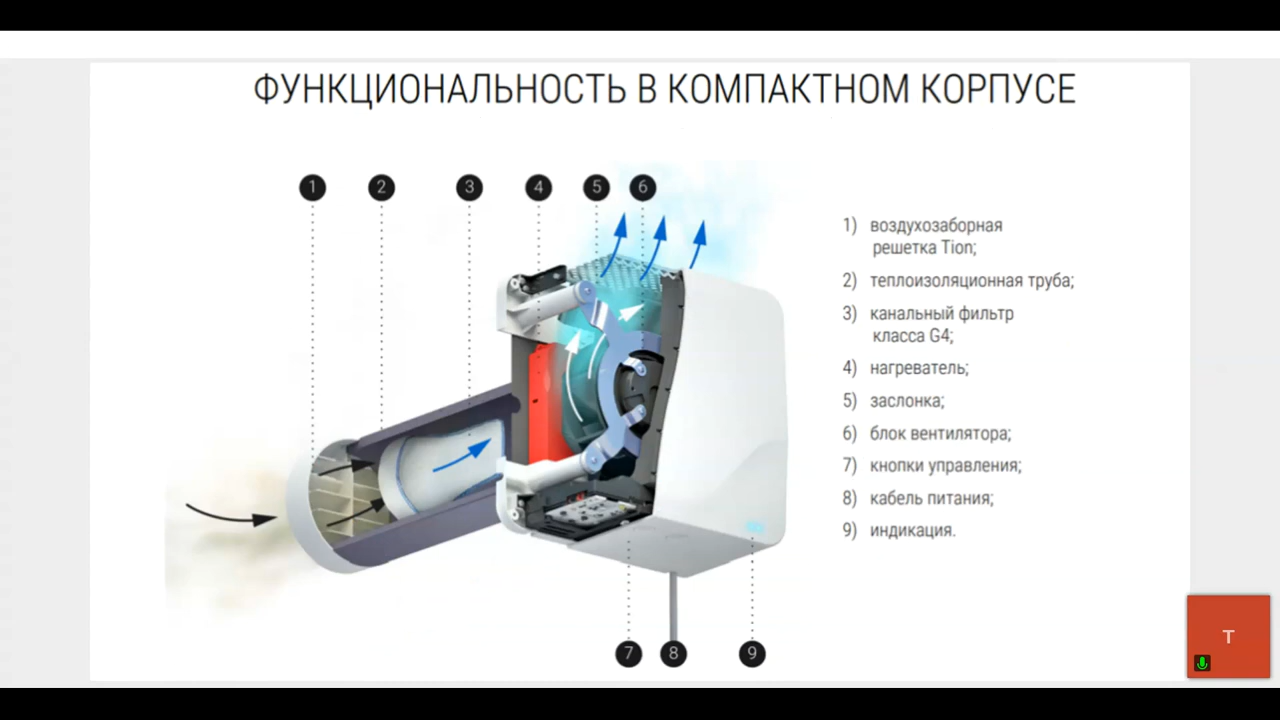 ФУНКЦИОНАЛЬНОСТЬ В КОМПАКТНОМ КОРПУСЕ
1 2 3 4 5 6
1) воздухозаборная
решетка Tion;
2) теплоизоляционная труба;
3) канальный фильтр
класса G4;
4) нагреватель;
5) заслонка;
6) блок вентилятора;
7) кнопки управления;
8) кабель питания;
9) индикация.
7 8 9
T